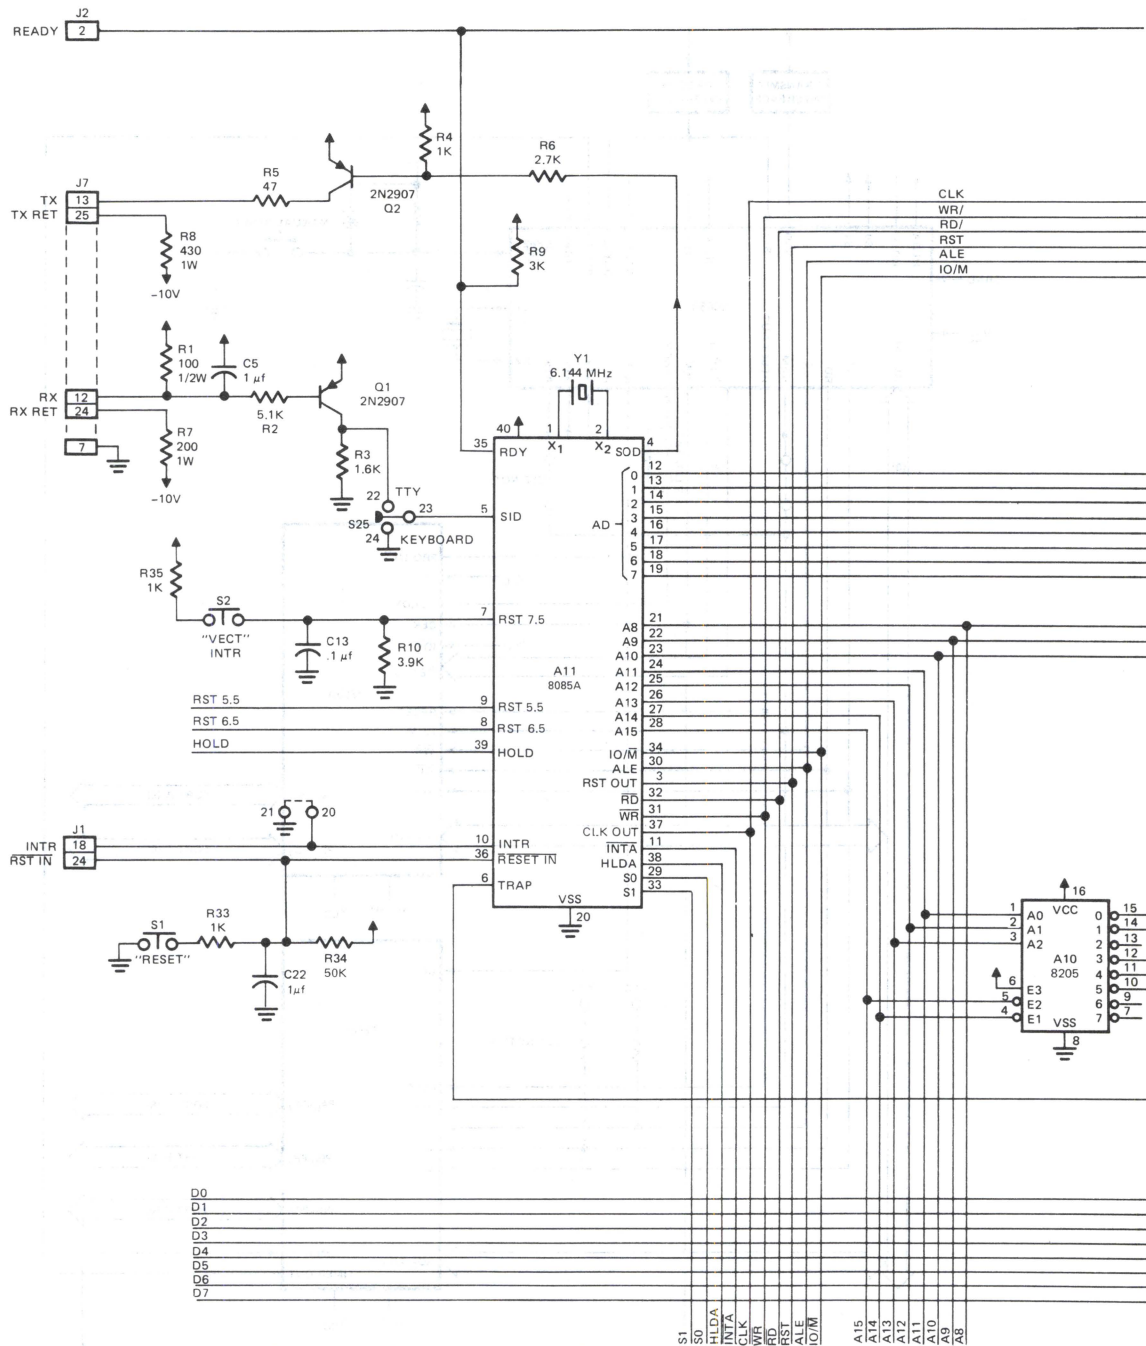 J2
READY 2
R4
1K
R6
2.7K
R5
47
2N2907
Q2
J7
TX 13
TX RET 25
R8
430
1W
-10V
R9
3K
CLK
WR/
RD/
RST
ALE
IO/M
R1
100
1/2W
C5
1 µf
Q1
2N2907
Y1
6.144 MHz
RX 12
RX RET 24
5.1K
R2
7
R7
200
1W
-10V
R3
1.6K
40
1
2
X1
X2
35
RDY
SOD
4
22
TTY
S25
23
24
KEYBOARD
5
SID
AD
0 12
1 13
2 14
3 15
4 16
5 17
6 18
7 19
R35
1K
S2
"VECT"
INTR
C13
.1 µf
R10
3.9K
7
RST 7.5
A11
8085A
A8 21
A9 22
A10 23
A11 24
A12 25
A13 26
A14 27
A15 28
RST 5.5 9 RST 5.5
RST 6.5 8 RST 6.5
HOLD 39 HOLD
IO/M̅ 34
ALE 30
RST OUT 3
R̅D̅ 32
W̅R̅ 31
CLK OUT 37
I̅N̅T̅A̅ 11
HLDA 38
S0 29
S1 33
21
20
J1
INTR 18
R̅S̅T̅ ̅I̅N̅ 24
10 INTR
36 R̅E̅S̅E̅T̅ ̅I̅N̅
6 TRAP
VSS
20
S1
"RESET"
R33
1K
R34
50K
C22
1µf
16
VCC
1 A0
2 A1
3 A2
A10
8205
6 E3
5 E2
4 E1
0 15
1 14
2 13
3 12
4 11
5 10
6 9
7 7
VSS
8
D0
D1
D2
D3
D4
D5
D6
D7
S1
S0
HLDA
I̅N̅T̅A̅
CLK
W̅R̅
R̅D̅
RST
ALE
IO/M̅
A15
A14
A13
A12
A11
A10
A9
A8